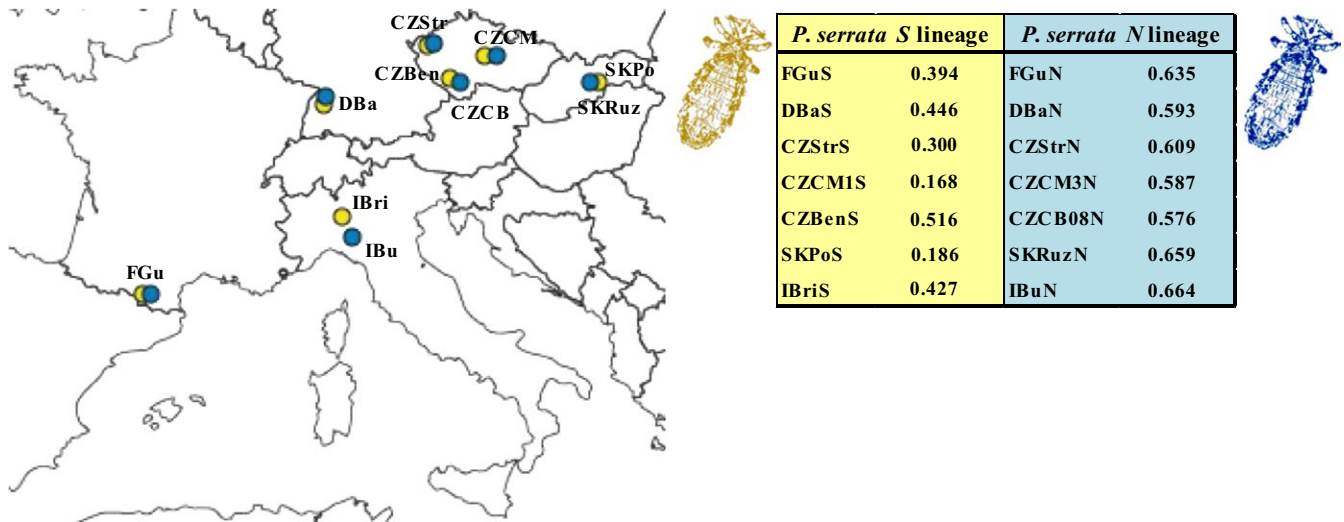 CZStr
CZCM
CZBen
SKPo
DBa
CZCB
SKRuz
IBri
IBu
FGu
P. serrata S lineage P. serrata N lineage
FGuS 0.394 FGuN 0.635
DBaS 0.446 DBaN 0.593
CZStrS 0.300 CZStrN 0.609
CZCM1S 0.168 CZCM3N 0.587
CZBenS 0.516 CZCB08N 0.576
SKPoS 0.186 SKRuzN 0.659
IBriS 0.427 IBuN 0.664